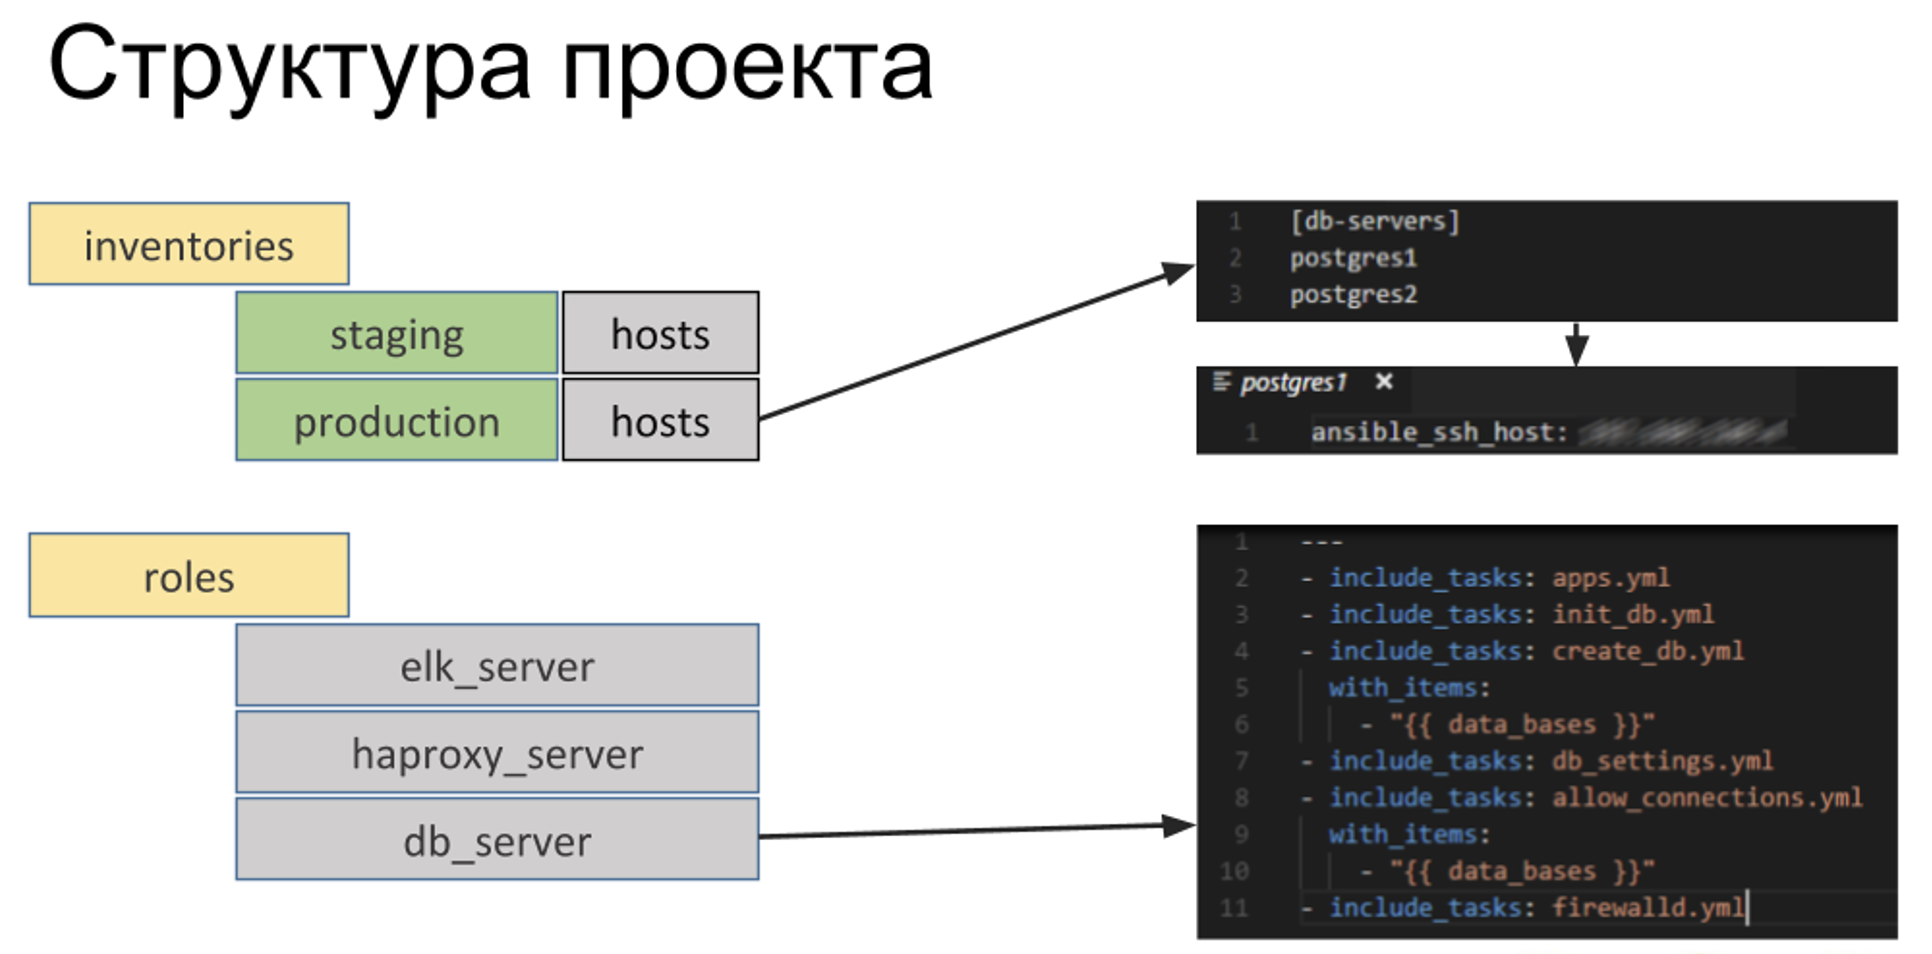 Структура проекта
inventories
staging
hosts
production
hosts
1 [db-servers]
2 postgres1
3 postgres2
postgres1 ×
1 ansible_ssh_host:
roles
elk_server
haproxy_server
db_server
1 ---
2 - include_tasks: apps.yml
3 - include_tasks: init_db.yml
4 - include_tasks: create_db.yml
5 with_items:
6 - "{{ data_bases }}"
7 - include_tasks: db_settings.yml
8 - include_tasks: allow_connections.yml
9 with_items:
10 - "{{ data_bases }}"
11 - include_tasks: firewalld.yml